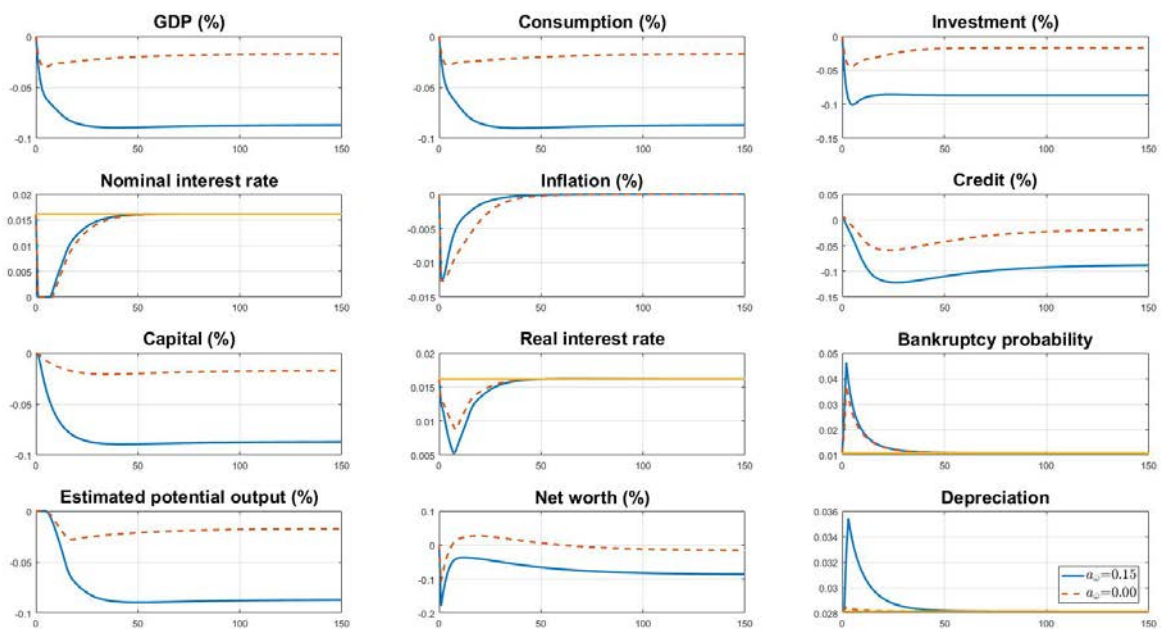 GDP (%)
0
-0.05
-0.1
0 50 100 150
Consumption (%)
0
-0.05
-0.1
0 50 100 150
Investment (%)
0
-0.05
-0.1
-0.15
0 50 100 150
Nominal interest rate
0.02
0.015
0.01
0.005
0
0 50 100 150
Inflation (%)
0
-0.005
-0.01
-0.015
0 50 100 150
Credit (%)
0.05
0
-0.05
-0.1
-0.15
0 50 100 150
Capital (%)
0
-0.05
-0.1
0 50 100 150
Real interest rate
0.02
0.015
0.01
0.005
0 50 100 150
Bankruptcy probability
0.05
0.04
0.03
0.02
0.01
0 50 100 150
Estimated potential output (%)
0
-0.05
-0.1
0 50 100 150
Net worth (%)
0.1
0
-0.1
-0.2
0 50 100 150
Depreciation
0.036
0.034
0.032
0.03
0.028
0 50 100 150
a_ω=0.15
a_ω=0.00